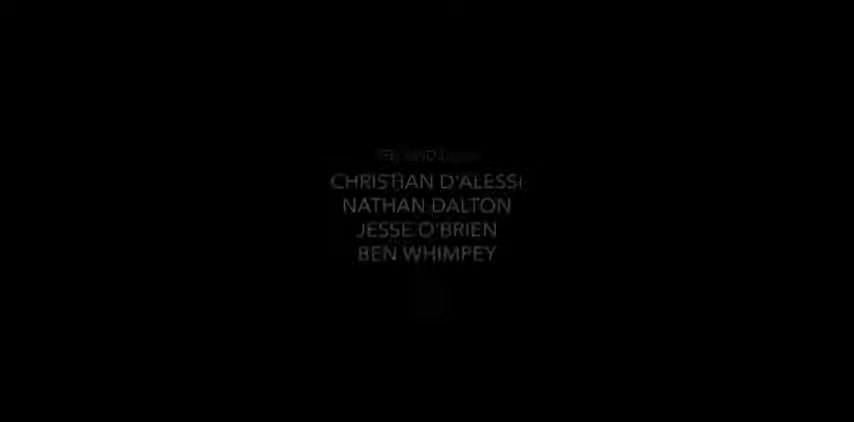 CHRISTIAN D'ALESSI
NATHAN DALTON
JESSE O'BRIEN
BEN WHIMPEY